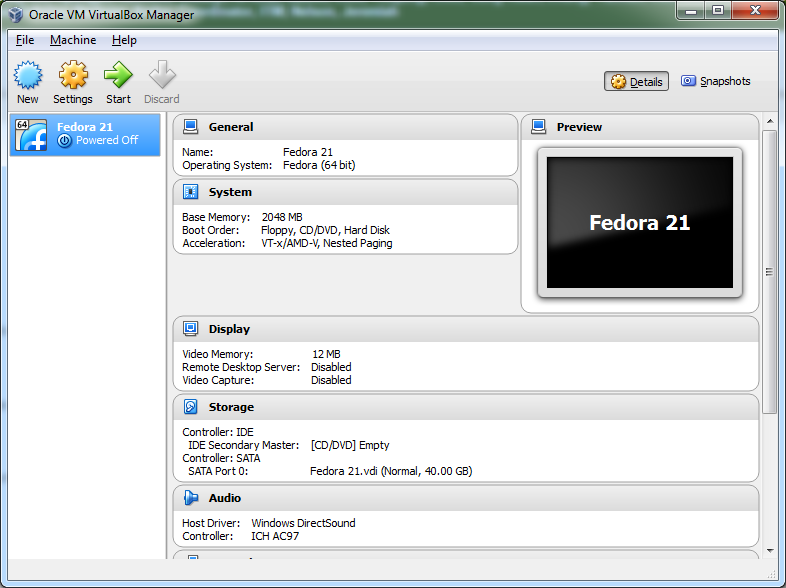 Oracle VM VirtualBox Manager
File Machine Help
New Settings Start Discard
Details Snapshots
64
Fedora 21
Powered Off
General
Name: Fedora 21
Operating System: Fedora (64 bit)
System
Base Memory: 2048 MB
Boot Order: Floppy, CD/DVD, Hard Disk
Acceleration: VT-x/AMD-V, Nested Paging
Preview
Fedora 21
Display
Video Memory: 12 MB
Remote Desktop Server: Disabled
Video Capture: Disabled
Storage
Controller: IDE
IDE Secondary Master: [CD/DVD] Empty
Controller: SATA
SATA Port 0: Fedora 21.vdi (Normal, 40.00 GB)
Audio
Host Driver: Windows DirectSound
Controller: ICH AC97